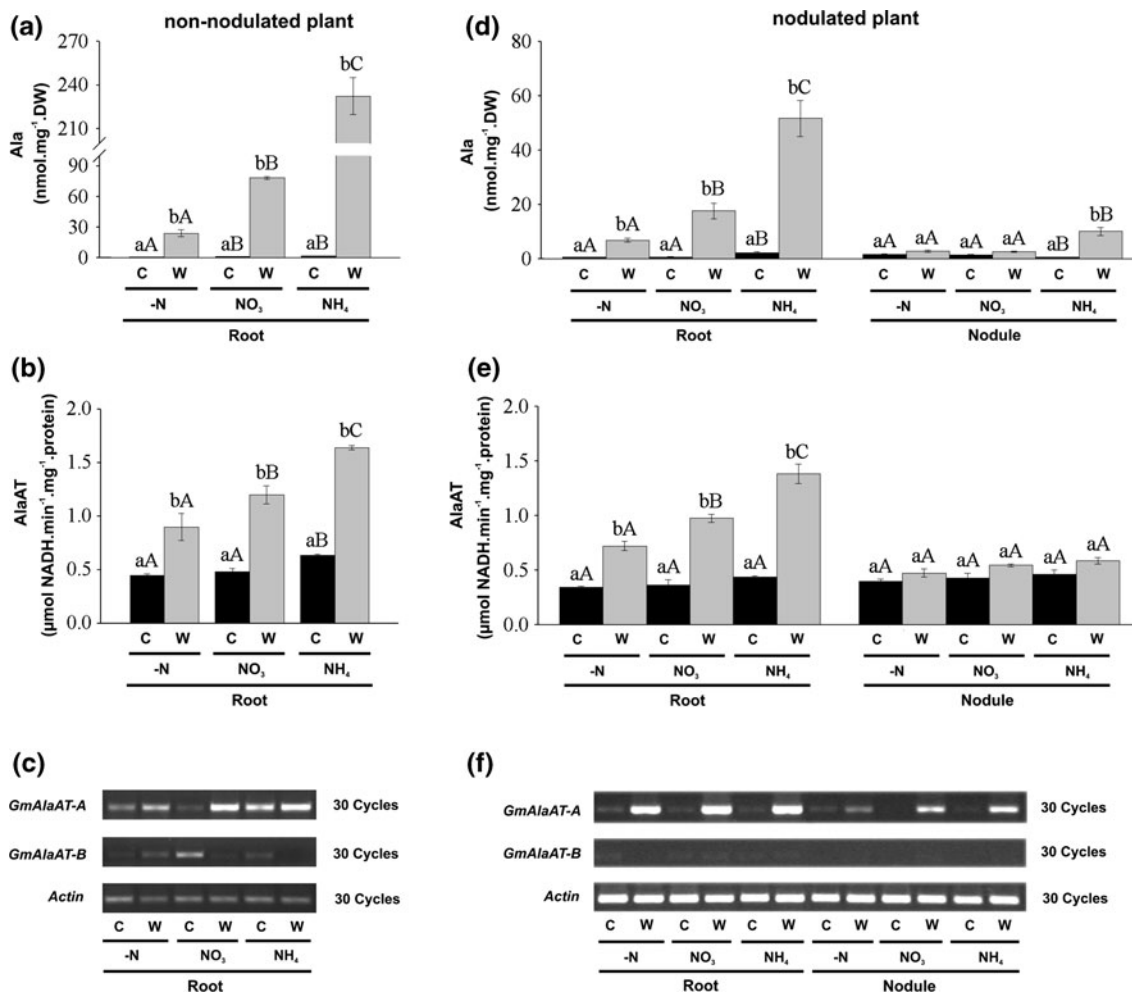 non-nodulated plant
(a)
Ala
(nmol.mg⁻¹.DW)
270
240
210
90
60
30
0
aA
bA
aB
bB
aB
bC
C W C W C W
-N NO₃ NH₄
Root
(b)
AlaAT
(µmol NADH.min⁻¹.mg⁻¹.protein)
2.0
1.5
1.0
0.5
0.0
aA
bA
aA
bB
aB
bC
C W C W C W
-N NO₃ NH₄
Root
(c)
GmAlaAT-A 30 Cycles
GmAlaAT-B 30 Cycles
Actin 30 Cycles
C W C W C W
-N NO₃ NH₄
Root
nodulated plant
(d)
Ala
(nmol.mg⁻¹.DW)
80
60
40
20
0
aA
bA
aA
bB
aB
bC
aA
aA
aA
aA
aB
bB
C W C W C W C W C W C W
-N NO₃ NH₄ -N NO₃ NH₄
Root Nodule
(e)
AlaAT
(µmol NADH.min⁻¹.mg⁻¹.protein)
2.0
1.5
1.0
0.5
0.0
aA
bA
aA
bB
aA
bC
aA
aA
aA
aA
aA
aA
C W C W C W C W C W C W
-N NO₃ NH₄ -N NO₃ NH₄
Root Nodule
(f)
GmAlaAT-A 30 Cycles
GmAlaAT-B 30 Cycles
Actin 30 Cycles
C W C W C W C W C W C W
-N NO₃ NH₄ -N NO₃ NH₄
Root Nodule